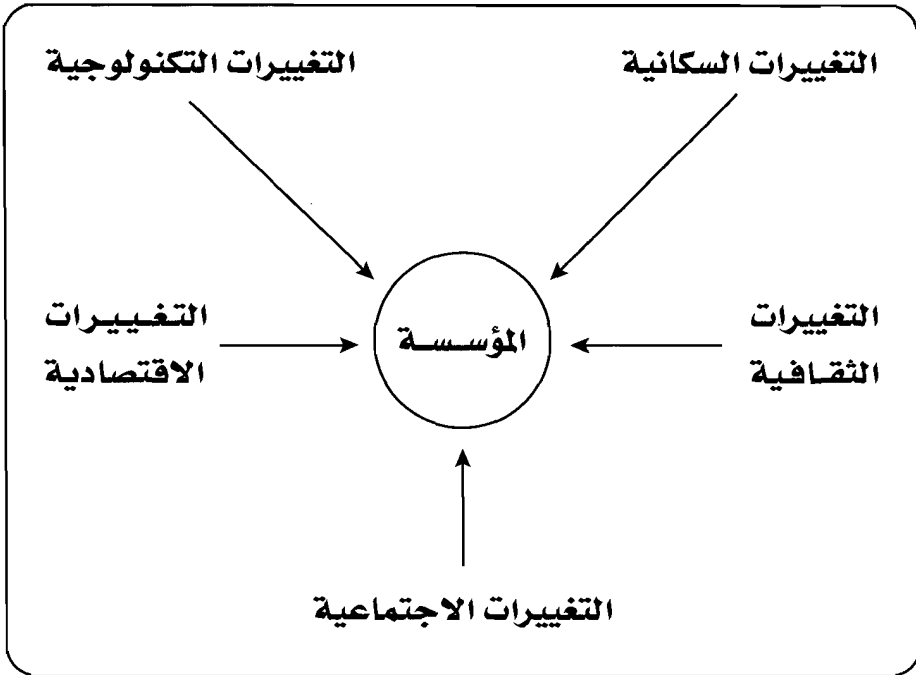 التغييرات السكانية
التغييرات التكنولوجية
التغييرات
الثقافية
المؤسسة
التغييرات
الاقتصادية
التغييرات الاجتماعية